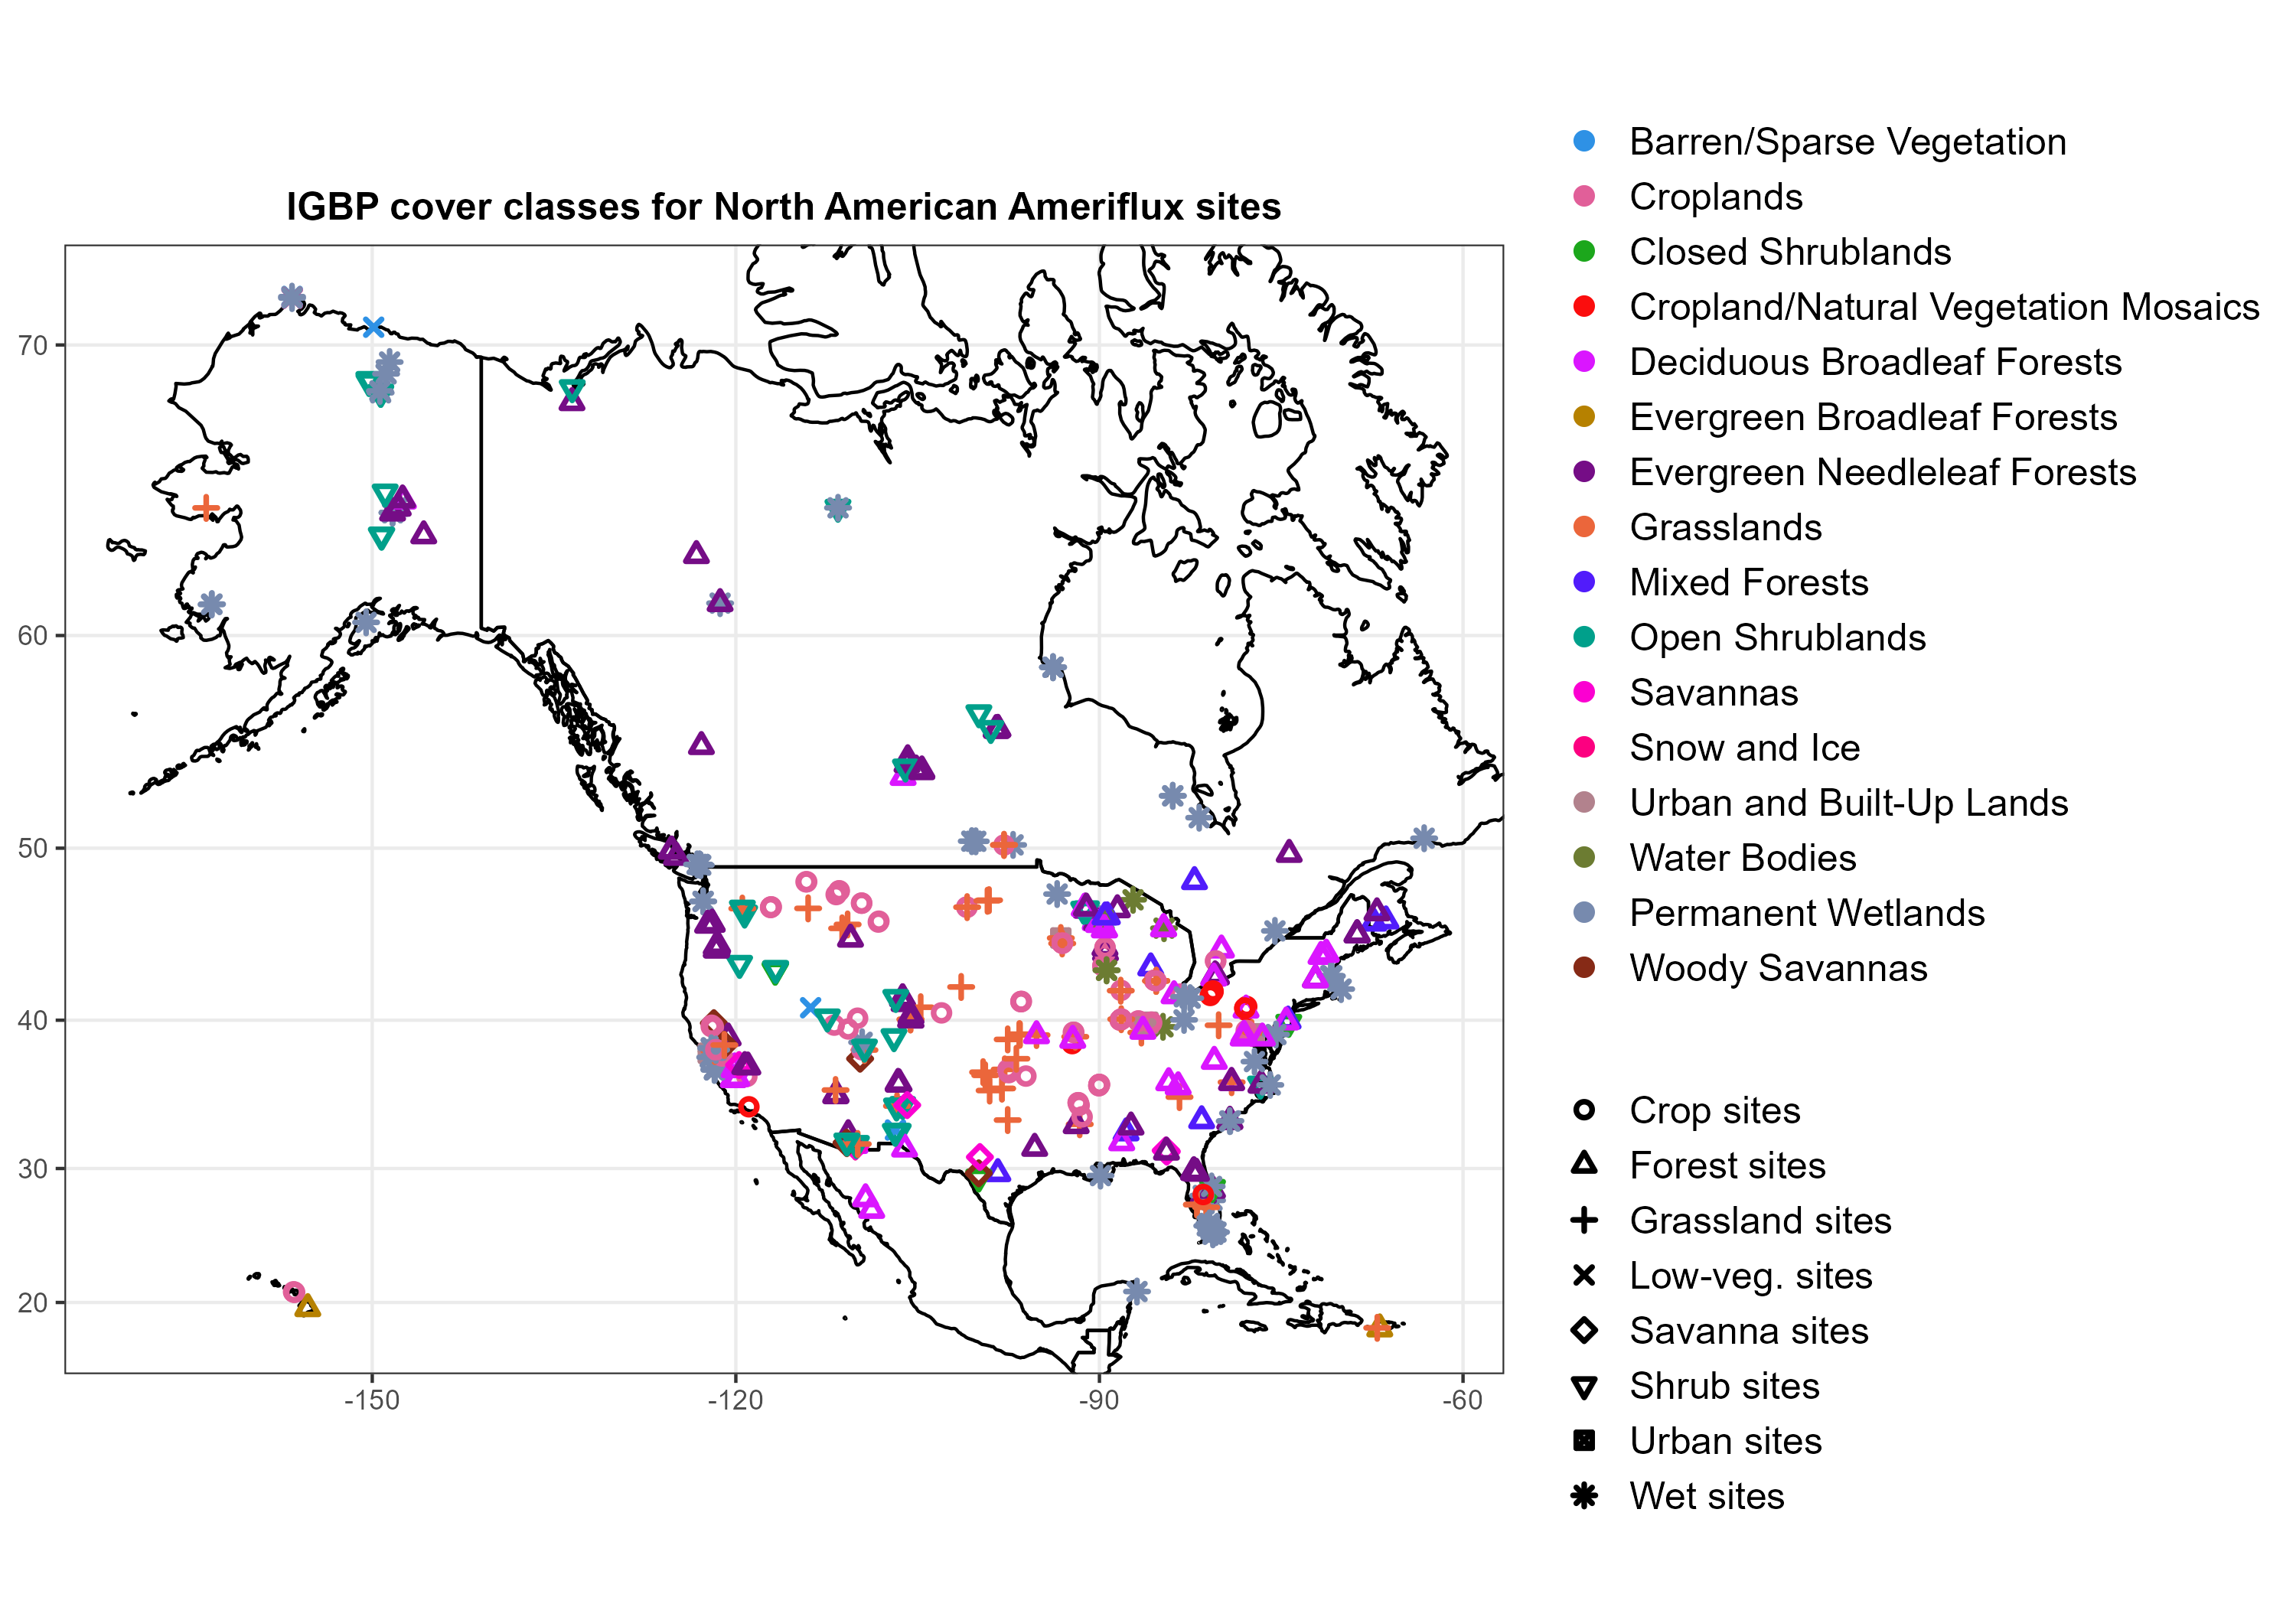 IGBP cover classes for North American Ameriflux sites
70
60
50
40
30
20
-150
-120
-90
-60
Barren/Sparse Vegetation
Croplands
Closed Shrublands
Cropland/Natural Vegetation Mosaics
Deciduous Broadleaf Forests
Evergreen Broadleaf Forests
Evergreen Needleleaf Forests
Grasslands
Mixed Forests
Open Shrublands
Savannas
Snow and Ice
Urban and Built-Up Lands
Water Bodies
Permanent Wetlands
Woody Savannas
Crop sites
Forest sites
Grassland sites
Low-veg. sites
Savanna sites
Shrub sites
Urban sites
Wet sites